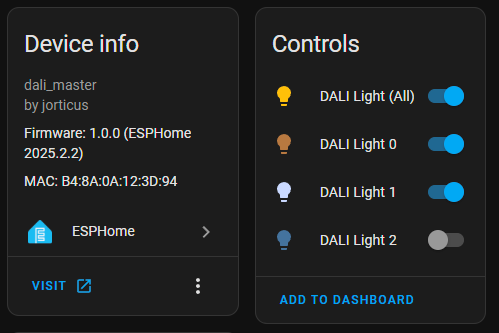 Device info
dali_master
by jorticus
Firmware: 1.0.0 (ESPHome
2025.2.2)
MAC: B4:8A:0A:12:3D:94
ESPHome
VISIT
Controls
DALI Light (All)
DALI Light 0
DALI Light 1
DALI Light 2
ADD TO DASHBOARD